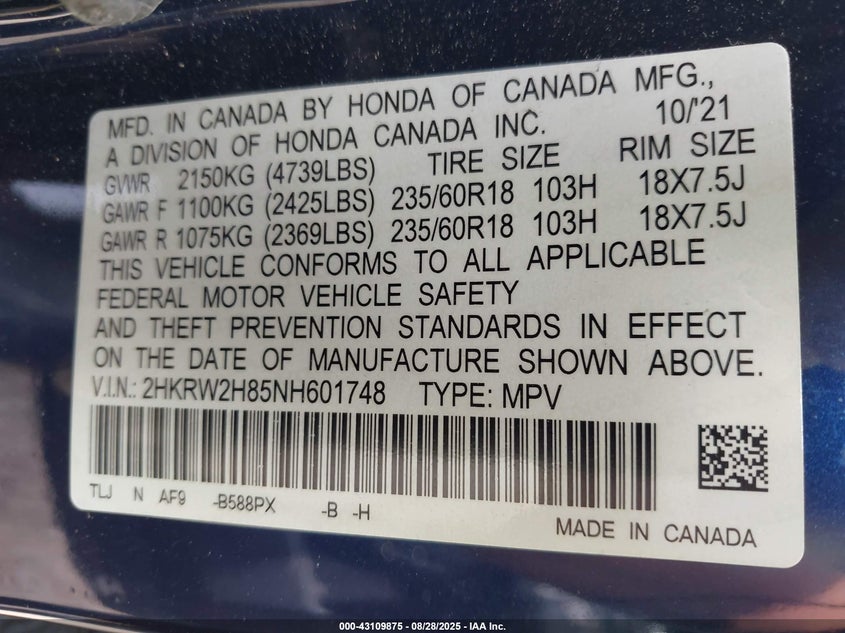 MFD. IN CANADA BY HONDA OF CANADA MFG.,
A DIVISION OF HONDA CANADA INC. 10/'21
GVWR 2150KG (4739LBS) TIRE SIZE RIM SIZE
GAWR F 1100KG (2425LBS) 235/60R18 103H 18X7.5J
GAWR R 1075KG (2369LBS) 235/60R18 103H 18X7.5J
THIS VEHICLE CONFORMS TO ALL APPLICABLE
FEDERAL MOTOR VEHICLE SAFETY
AND THEFT PREVENTION STANDARDS IN EFFECT
ON THE DATE OF MANUFACTURE SHOWN ABOVE.
V.I.N.: 2HKRW2H85NH601748 TYPE: MPV
TLJ N AF9 -B588PX -B -H
MADE IN CANADA
000-43109875 - 08/28/2025 - IAA Inc.